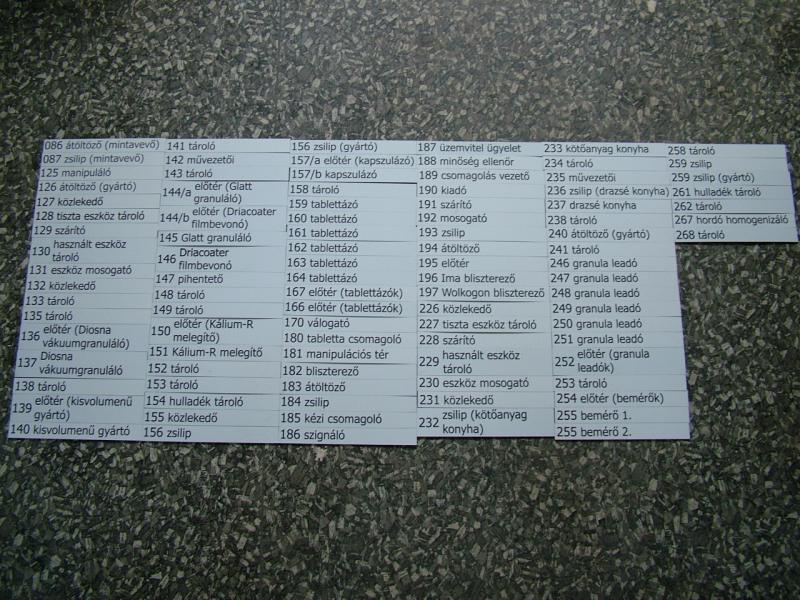 086 átöltöző (mintavevő)
087 zsilip (mintavevő)
125 manipuláló
126 átöltöző (gyártó)
127 közlekedő
128 tiszta eszköz tároló
129 szárító
130 használt eszköz
tároló
131 eszköz mosogató
132 közlekedő
133 tároló
135 tároló
136 előtér (Diosna
vákuumgranuláló)
137 Diosna
vákuumgranuláló
138 tároló
139 előtér (kisvolumenű
gyártó)
140 kisvolumenű gyártó
141 tároló
142 művezetői
143 tároló
144/a előtér (Glatt
granuláló)
144/b előtér (Driacoater
filmbevonó)
145 Glatt granuláló
146 Driacoater
filmbevonó
147 pihentető
148 tároló
149 tároló
150 előtér (Kálium-R
melegítő)
151 Kálium-R melegítő
152 tároló
153 tároló
154 hulladék tároló
155 közlekedő
156 zsilip
156 zsilip (gyártó)
157/a előtér (kapszulázó)
157/b kapszulázó
158 tároló
159 tablettázó
160 tablettázó
161 tablettázó
162 tablettázó
163 tablettázó
164 tablettázó
167 előtér (tablettázók)
166 előtér (tablettázók)
170 válogató
180 tabletta csomagoló
181 manipulációs tér
182 bliszterező
183 átöltöző
184 zsilip
185 kézi csomagoló
186 szignáló
187 üzemvitel ügyelet
188 minőség ellenőr
189 csomagolás vezető
190 kiadó
191 szárító
192 mosogató
193 zsilip
194 átöltöző
195 előtér
196 Ima bliszterező
197 Wolkogon bliszterező
226 közlekedő
227 tiszta eszköz tároló
228 szárító
229 használt eszköz
tároló
230 eszköz mosogató
231 közlekedő
232 zsilip (kötőanyag
konyha)
233 kötőanyag konyha
234 tároló
235 művezetői
236 zsilip (drazsé konyha)
237 drazsé konyha
238 tároló
240 átöltöző (gyártó)
241 tároló
246 granula leadó
247 granula leadó
248 granula leadó
249 granula leadó
250 granula leadó
251 granula leadó
252 előtér (granula
leadók)
253 tároló
254 előtér (bemérők)
255 bemérő 1.
255 bemérő 2.
258 tároló
259 zsilip
259 zsilip (gyártó)
261 hulladék tároló
262 tároló
267 hordó homogenizáló
268 tároló